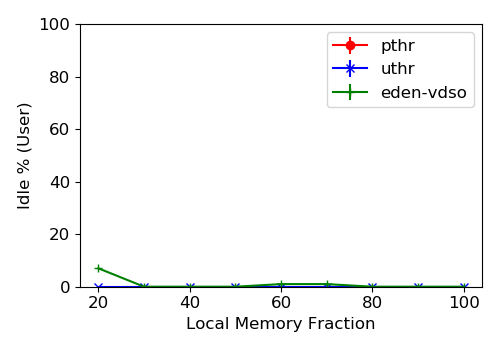 100
80
60
40
20
0
Idle % (User)
pthr
uthr
eden-vdso
20 40 60 80 100
Local Memory Fraction